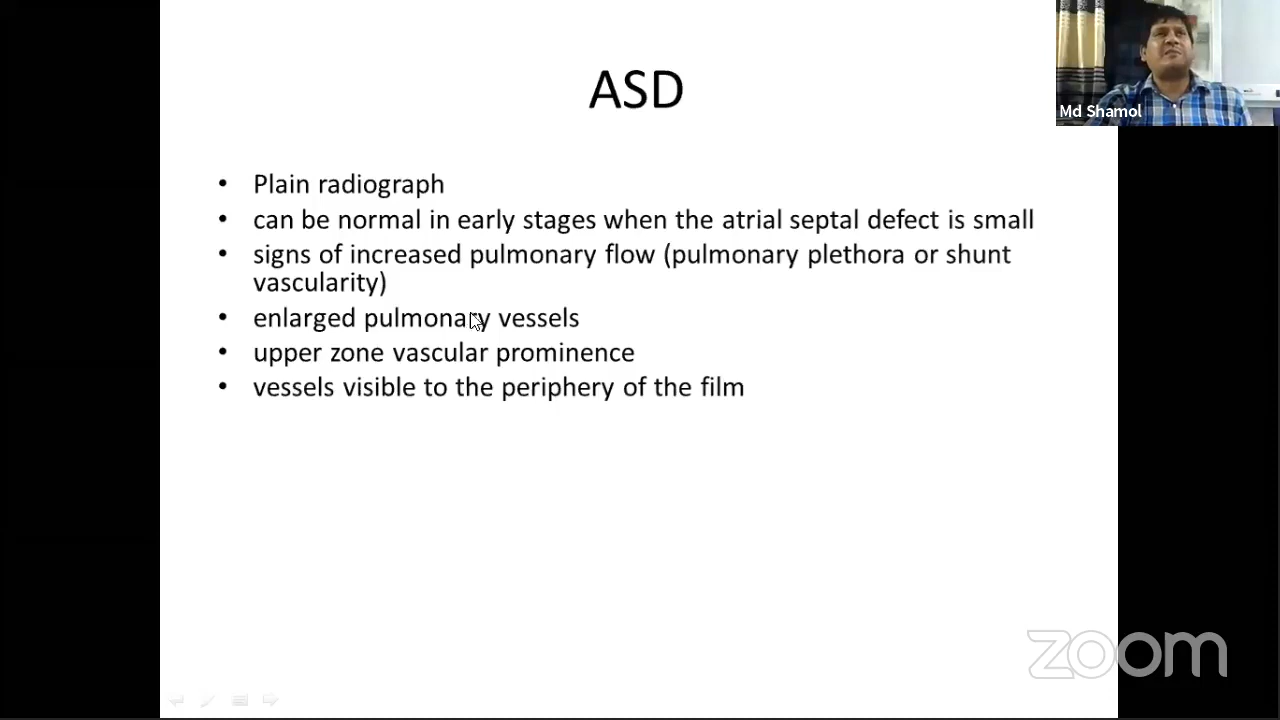 ASD
Md Shamol
• Plain radiograph
• can be normal in early stages when the atrial septal defect is small
• signs of increased pulmonary flow (pulmonary plethora or shunt
vascularity)
• enlarged pulmonary vessels
• upper zone vascular prominence
• vessels visible to the periphery of the film
zoom